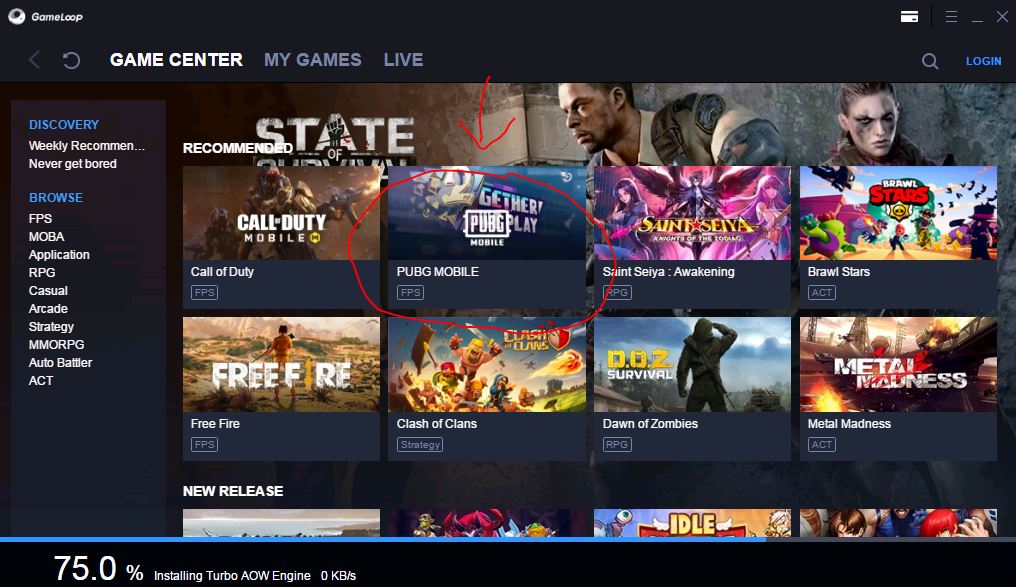 GameLoop
GAME CENTER MY GAMES LIVE
LOGIN
DISCOVERY
Weekly Recommen...
Never get bored
BROWSE
FPS
MOBA
Application
RPG
Casual
Arcade
Strategy
MMORPG
Auto Battler
ACT
STATE
OF
SURVIVAL
RECOMMENDED
CALL OF DUTY
MOBILE
Call of Duty
FPS
2GETHER!
PUBG PLAY
MOBILE
PUBG MOBILE
FPS
SAINT SEIYA
KNIGHTS OF THE ZODIAC
Saint Seiya : Awakening
RPG
BRAWL
STARS
Brawl Stars
ACT
FREE FIRE
Free Fire
FPS
CLASH
OF CLANS
Clash of Clans
Strategy
D.O.Z
SURVIVAL
Dawn of Zombies
RPG
METAL
MADNESS
Metal Madness
ACT
NEW RELEASE
IDLE
75.0 % Installing Turbo AOW Engine 0 KB/s